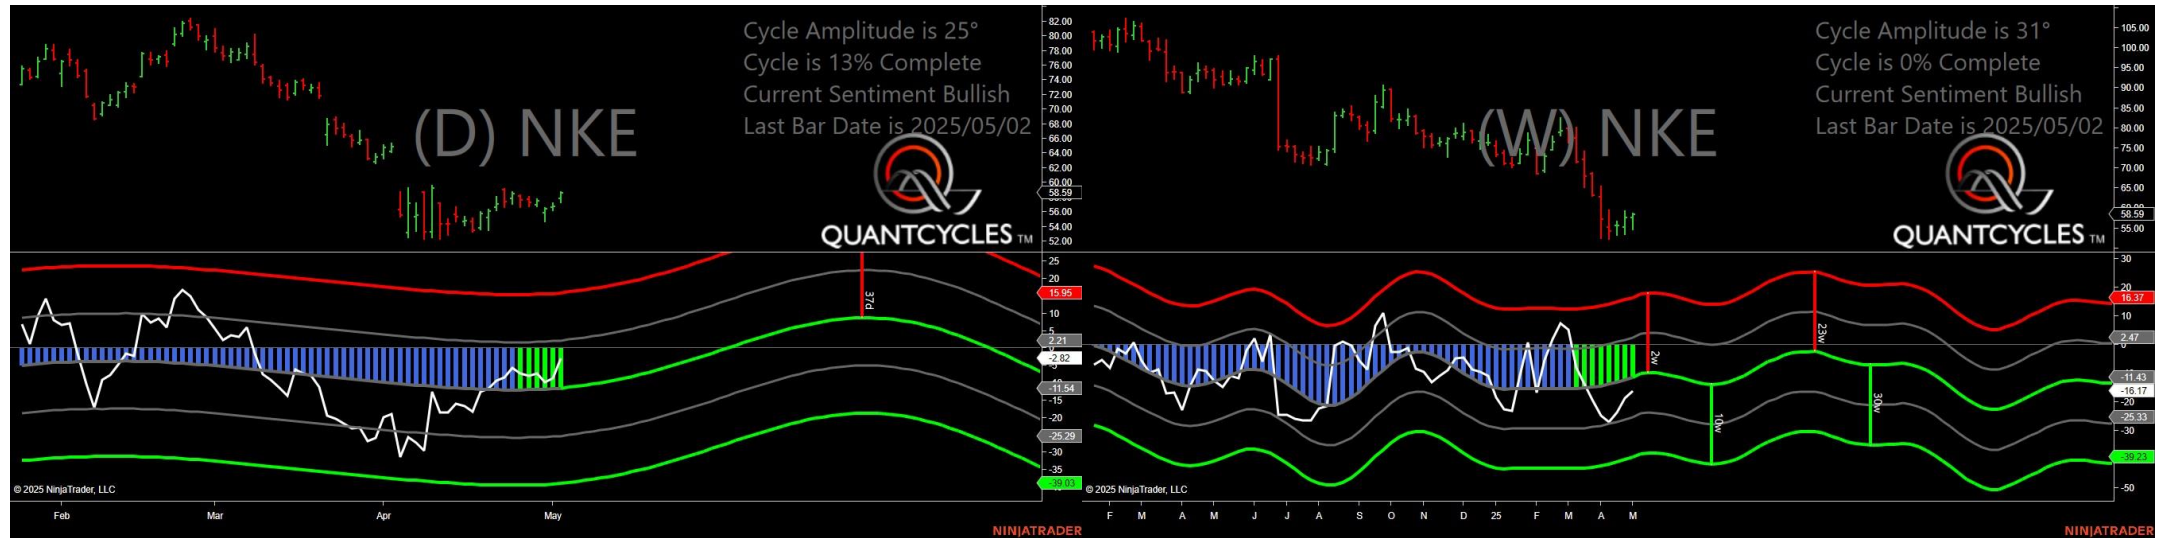 Cycle Amplitude is 25°
Cycle is 13% Complete
Current Sentiment Bullish
Last Bar Date is 2025/05/02
(D) NKE
QUANTCYCLES TM
82.00
80.00
78.00
76.00
74.00
72.00
70.00
68.00
66.00
64.00
62.00
60.00
58.59
56.00
54.00
52.00
25
20
15.95
10
5
2.21
-2.82
-11.54
-15
-20
-25.29
-30
-35
-39.03
37d
© 2025 NinjaTrader, LLC
Feb Mar Apr May
NINJATRADER
Cycle Amplitude is 31°
Cycle is 0% Complete
Current Sentiment Bullish
Last Bar Date is 2025/05/02
(W) NKE
QUANTCYCLES TM
105.00
100.00
95.00
90.00
85.00
80.00
75.00
70.00
65.00
58.59
55.00
30
20
16.37
10
2.47
-11.43
-16.17
-20
-25.33
-30
-39.23
-50
2w
10w
23w
30w
© 2025 NinjaTrader, LLC
F M A M J J A S O N D 25 F M A M
NINJATRADER